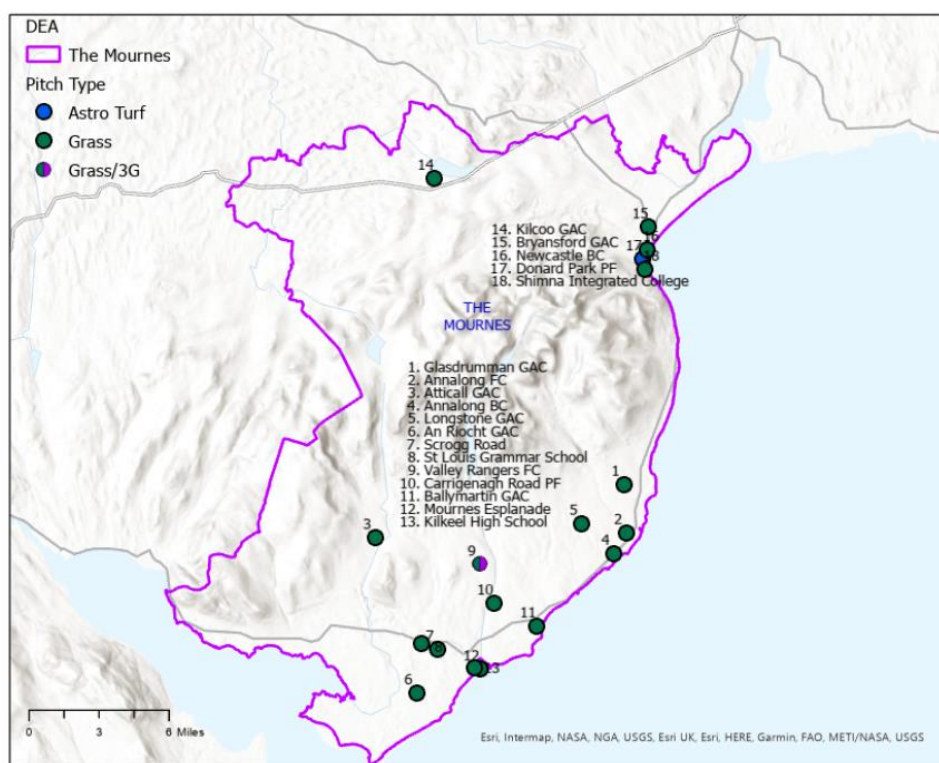 DEA
The Mournes
Pitch Type
Astro Turf
Grass
Grass/3G
14
15
16
17
18
14. Kilcoo GAC
15. Bryansford GAC
16. Newcastle BC
17. Donard Park PF
18. Shimna Integrated College
THE
MOURNES
1. Glasdrumman GAC
2. Annalong FC
3. Atticall GAC
4. Annalong BC
5. Longstone GAC
6. An Riocht GAC
7. Scrogg Road
8. St Louis Grammar School
9. Valley Rangers FC
10. Carrigenagh Road PF
11. Ballymartin GAC
12. Mournes Esplanade
13. Kilkeel High School
1
5
2
3
4
9
10
11
7
8
12
13
6
0 3 6 Miles
Esri, Intermap, NASA, NGA, USGS, Esri UK, Esri, HERE, Garmin, FAO, METI/NASA, USGS